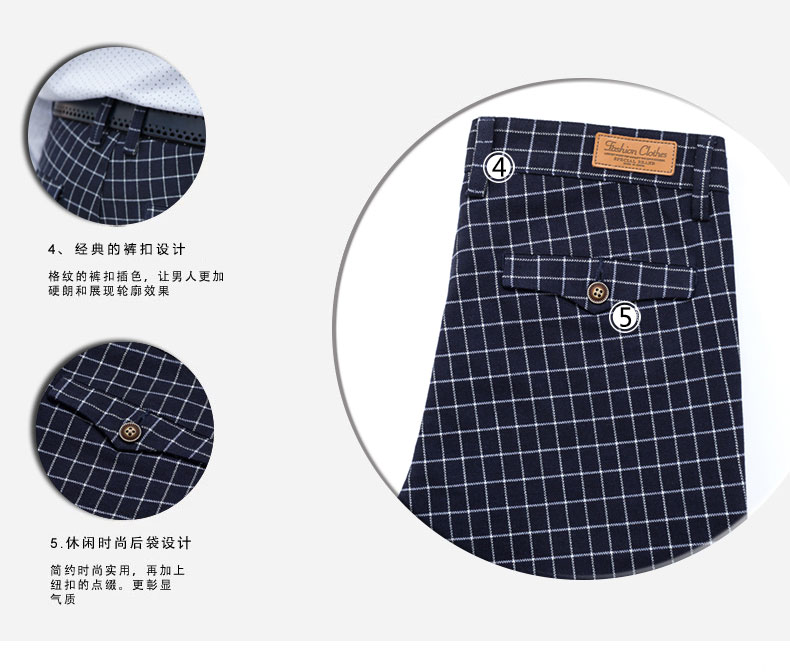 4、经典的裤扣设计
格纹的裤扣插色，让男人更加
硬朗和展现轮廓效果
5.休闲时尚后袋设计
简约时尚实用，再加上
纽扣的点缀。更彰显
气质
Fashion Clothes
SPECIAL BRAND
4
5